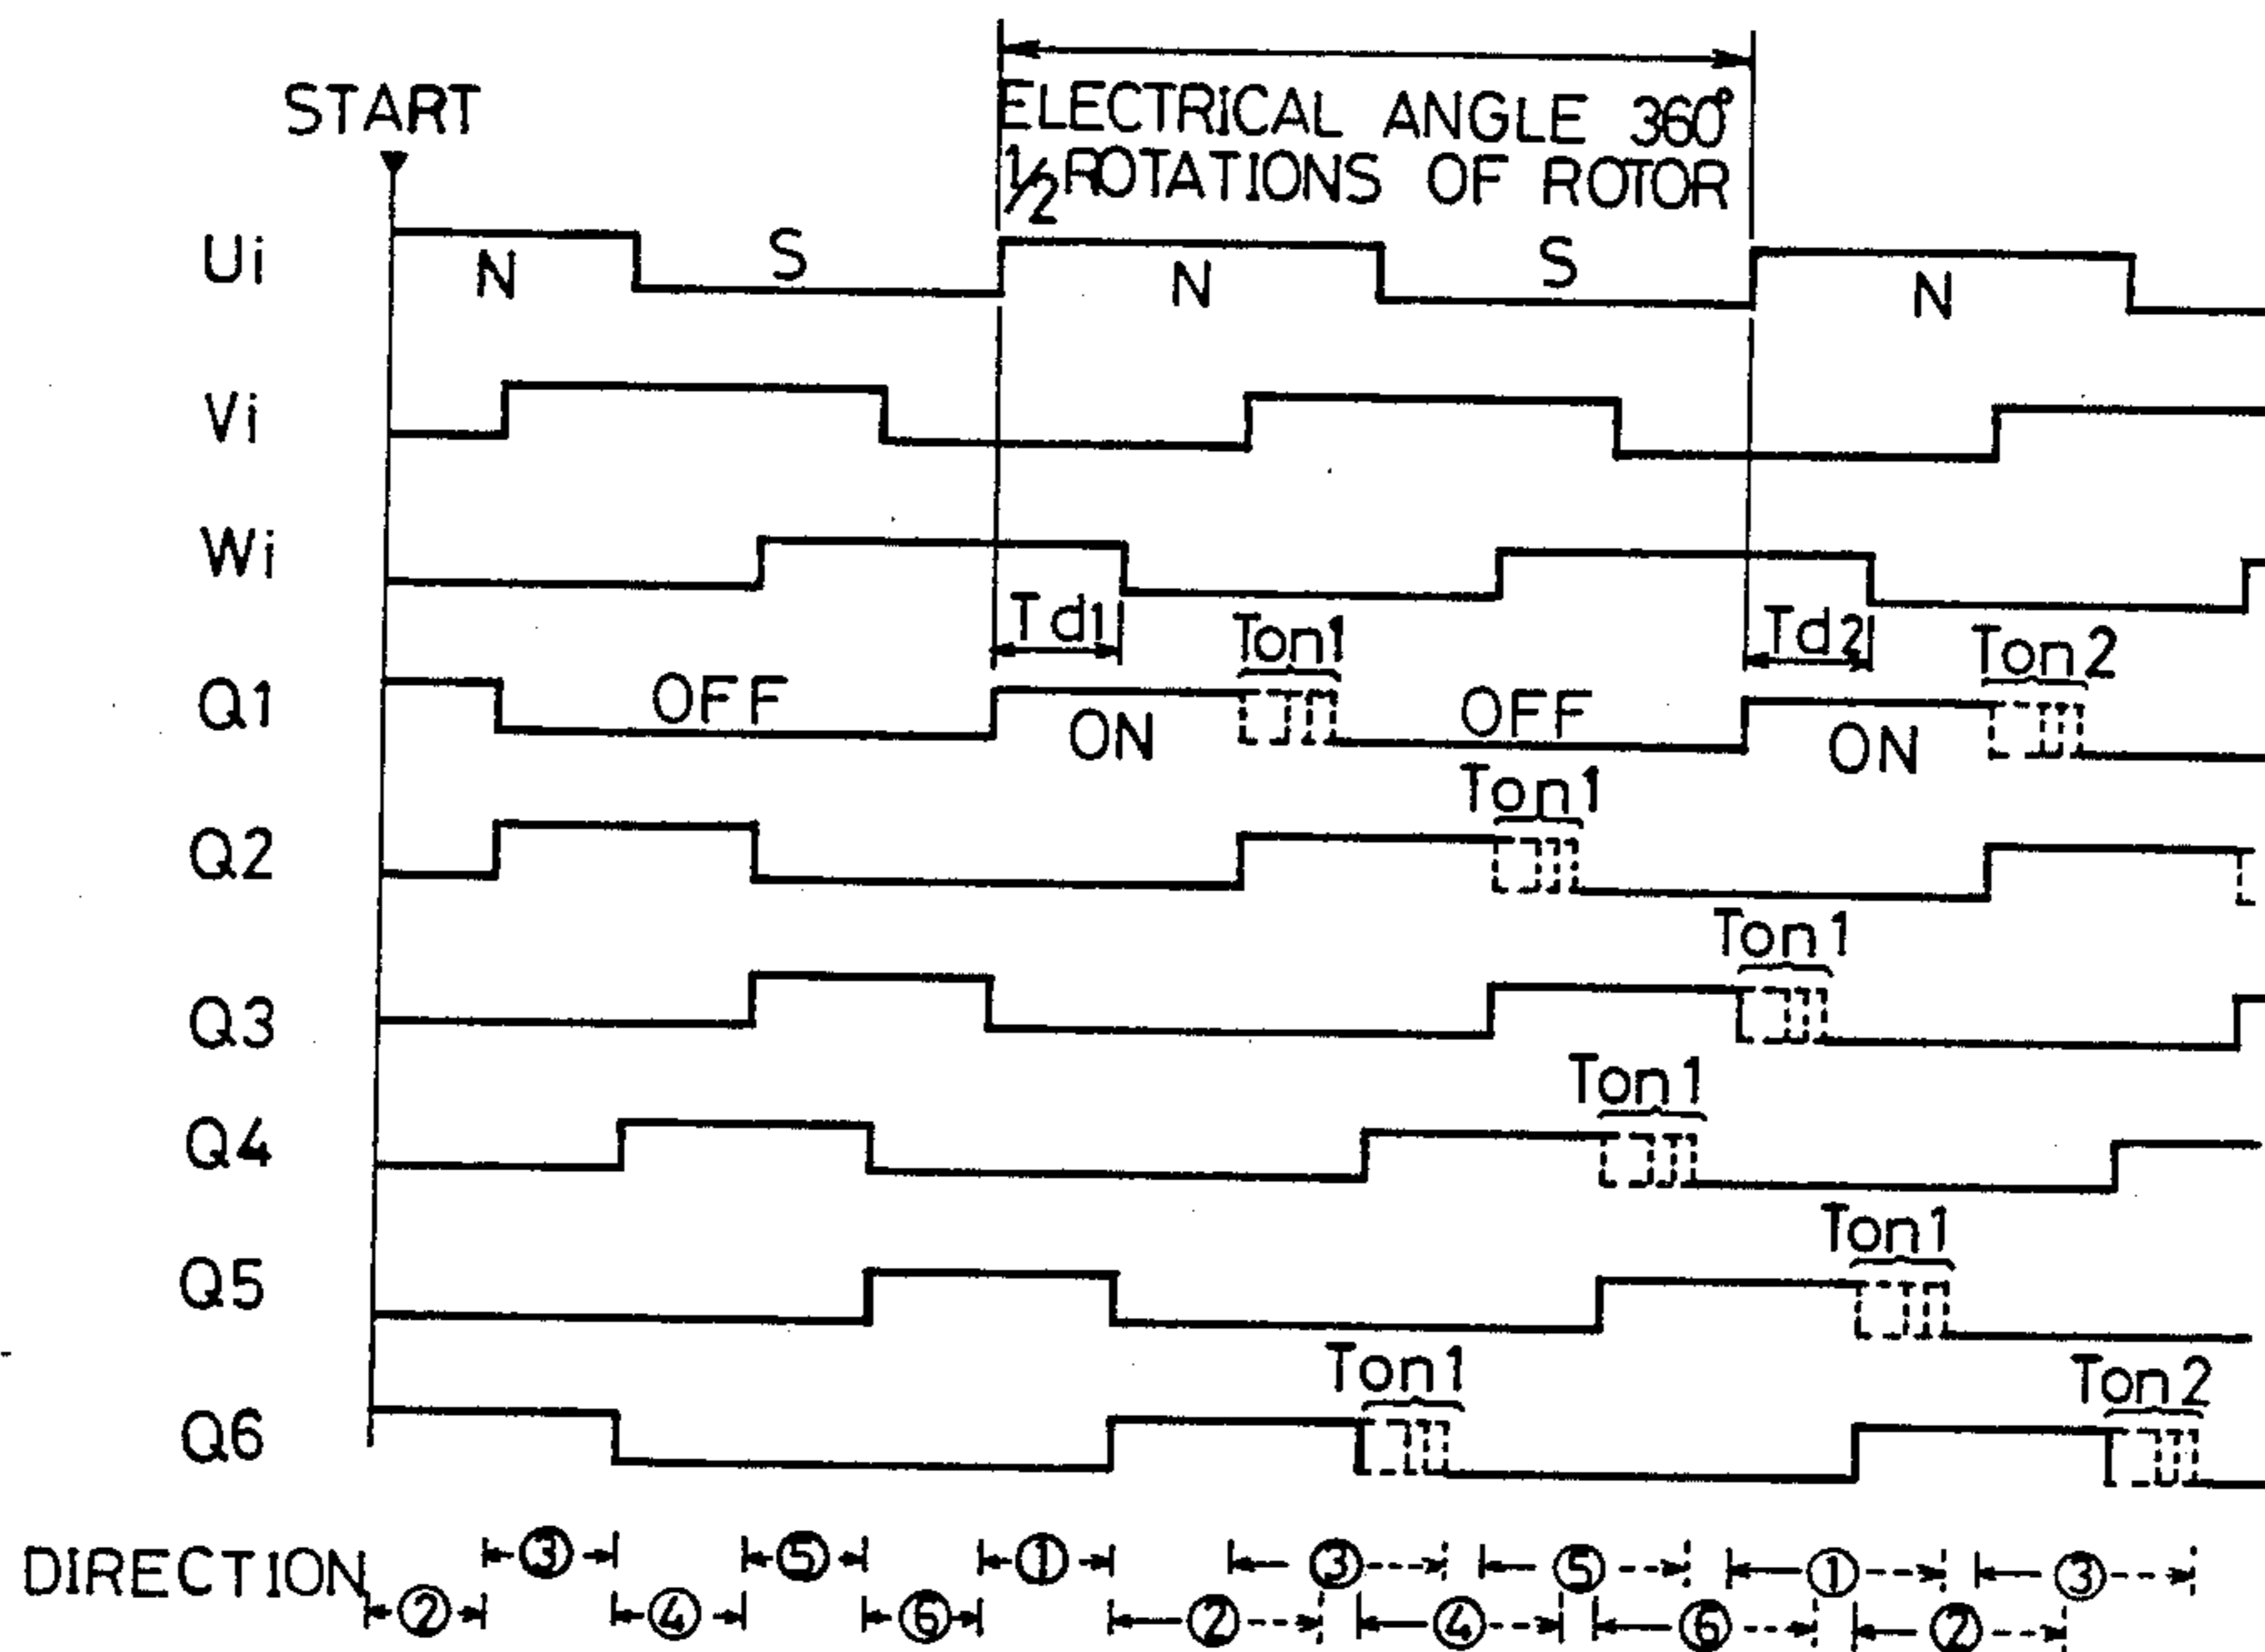 START
ELECTRICAL ANGLE 360°
1/2 ROTATIONS OF ROTOR
Ui N S N S N
Vi
Wi
Td1 Ton1 Td2 Ton2
Q1 OFF ON OFF ON
Ton1
Q2
Ton1
Q3
Ton1
Q4
Ton1
Q5
Ton1 Ton2
Q6
DIRECTION ③ ⑤ ① ③ ⑤ ① ③
② ④ ⑥ ② ④ ⑥ ②